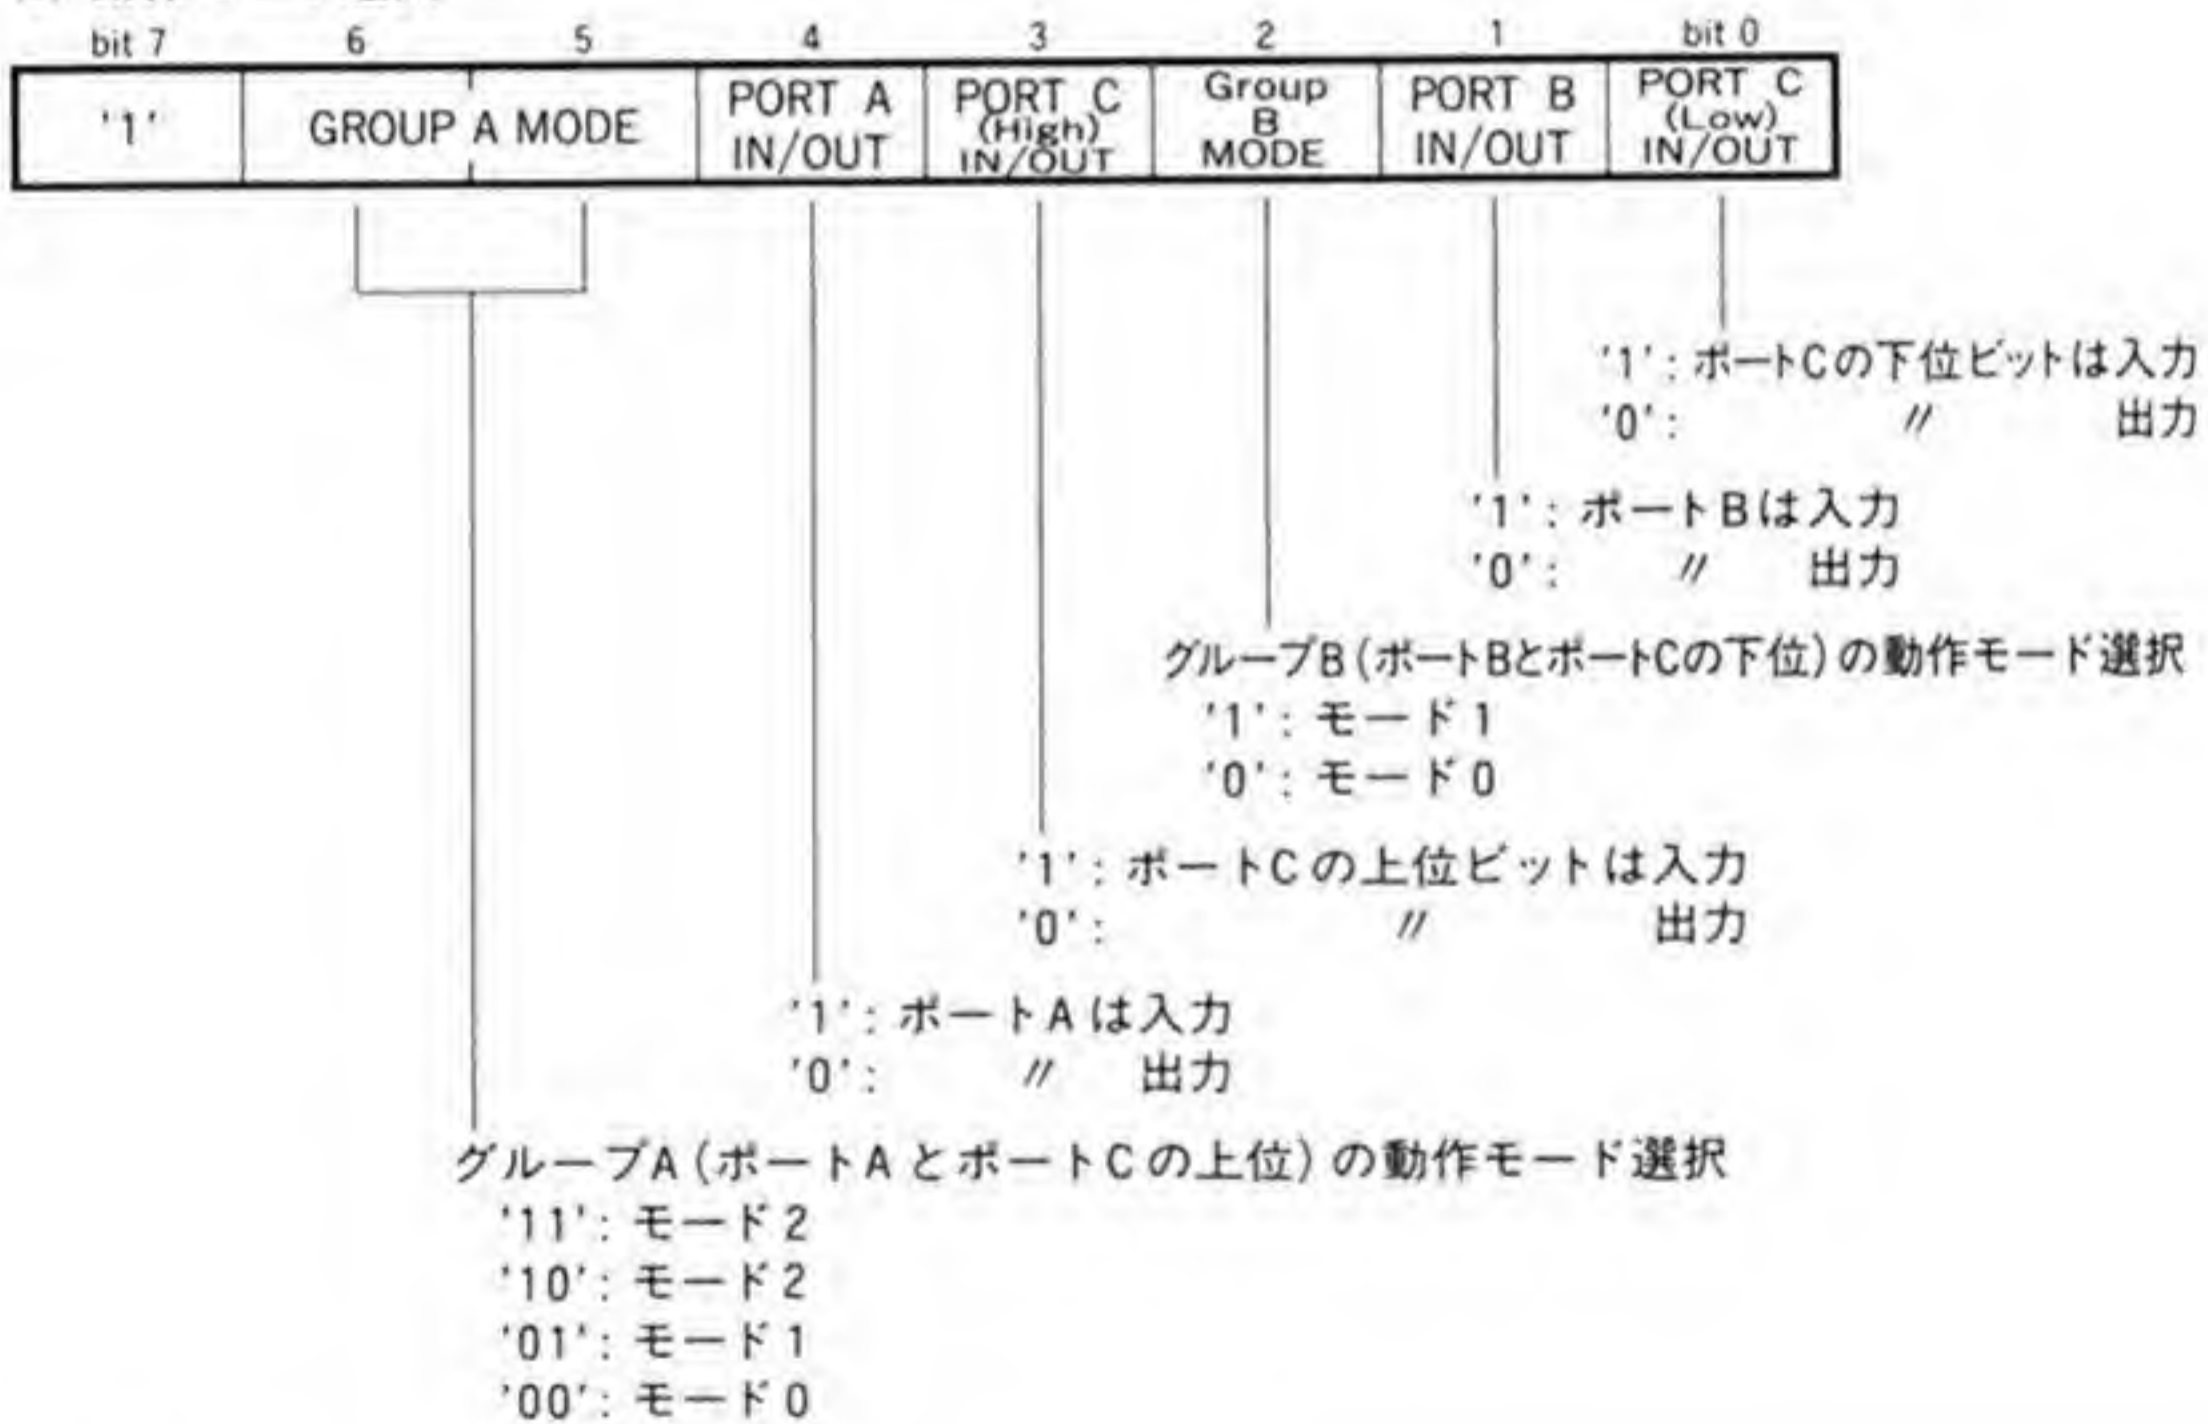 bit 7 6 5 4 3 2 1 bit 0
'1' GROUP A MODE PORT A IN/OUT PORT C (High) IN/OUT Group B MODE PORT B IN/OUT PORT C (Low) IN/OUT
'1': ポートCの下位ビットは入力
'0': 〃 出力
'1': ポートBは入力
'0': 〃 出力
グループB(ポートBとポートCの下位)の動作モード選択
'1': モード1
'0': モード0
'1': ポートCの上位ビットは入力
'0': 〃 出力
'1': ポートAは入力
'0': 〃 出力
グループA(ポートAとポートCの上位)の動作モード選択
'11': モード2
'10': モード2
'01': モード1
'00': モード0